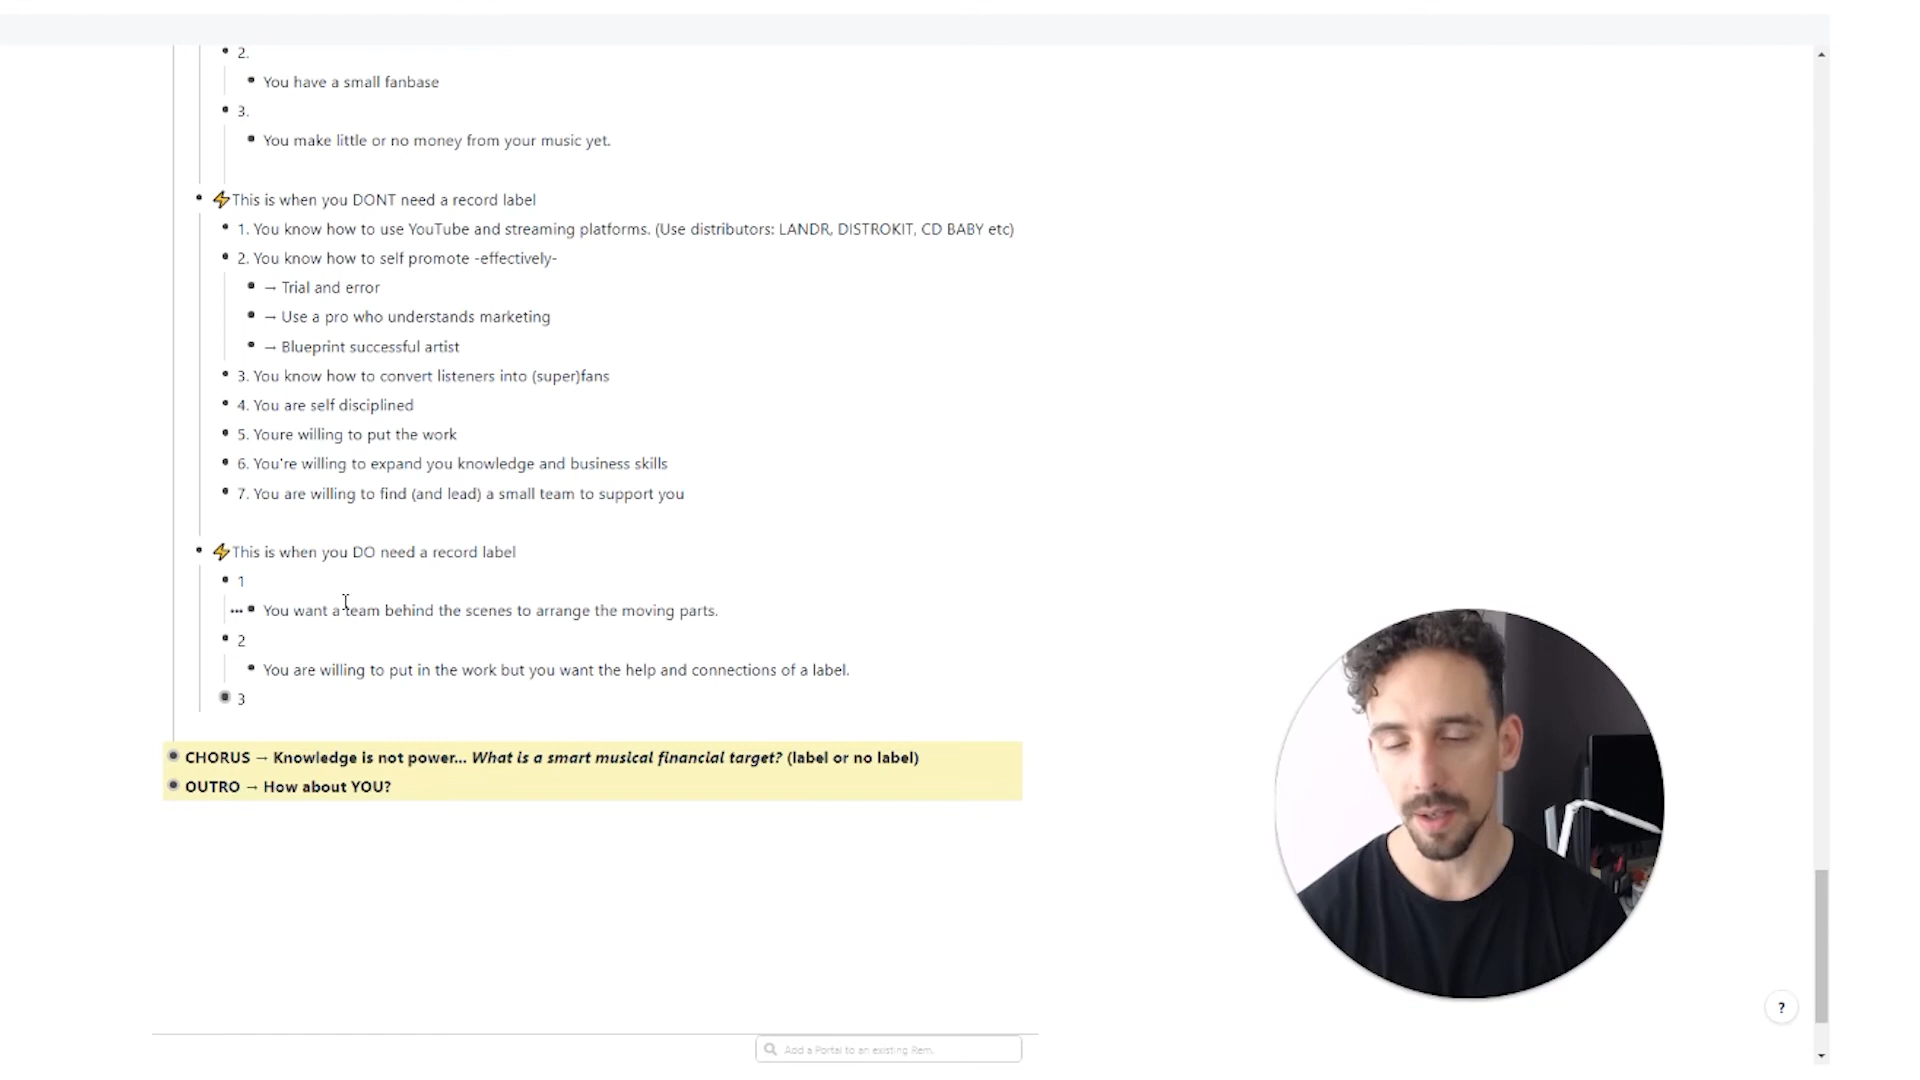 2.
You have a small fanbase
3.
You make little or no money from your music yet.
⚡This is when you DONT need a record label
1. You know how to use YouTube and streaming platforms. (Use distributors: LANDR, DISTROKIT, CD BABY etc)
2. You know how to self promote -effectively-
→ Trial and error
→ Use a pro who understands marketing
→ Blueprint successful artist
3. You know how to convert listeners into (super)fans
4. You are self disciplined
5. Youre willing to put the work
6. You're willing to expand you knowledge and business skills
7. You are willing to find (and lead) a small team to support you
⚡This is when you DO need a record label
1
You want a team behind the scenes to arrange the moving parts.
2
You are willing to put in the work but you want the help and connections of a label.
3
CHORUS → Knowledge is not power... What is a smart musical financial target? (label or no label)
OUTRO → How about YOU?
Add a Portal to an existing Rem.
?